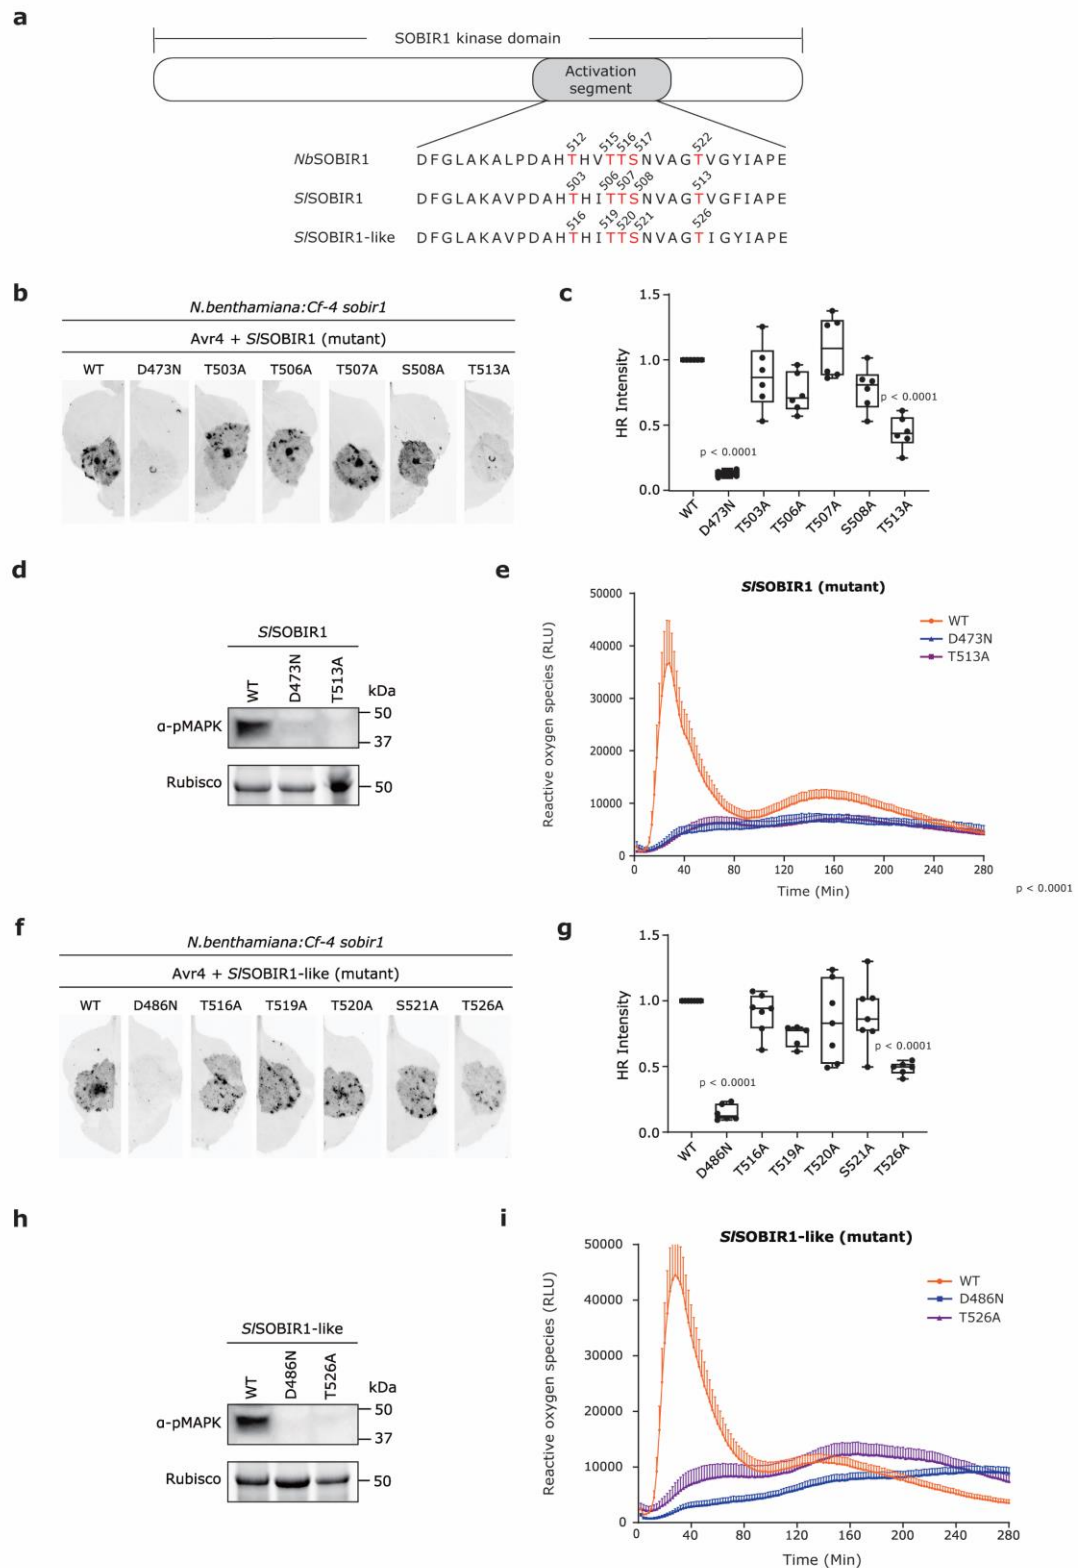 a
SOBIR1 kinase domain
Activation
segment
512 515 516 517 522
NbSOBIR1 DFGLAKALPDAHTHVTTSNVAGTVGYIAPE
503 506 507 508 513
SlSOBIR1 DFGLAKAVPDAHTHITTSNVAGTVGFIAPE
516 519 520 521 526
SlSOBIR1-like DFGLAKAVPDAHTHITTSNVAGTIGYIAPE
b
N.benthamiana:Cf-4 sobir1
Avr4 + SlSOBIR1 (mutant)
WT D473N T503A T506A T507A S508A T513A
c
HR Intensity
1.5
1.0
0.5
0.0
p < 0.0001
p < 0.0001
WT D473N T503A T506A T507A S508A T513A
d
SlSOBIR1
WT D473N T513A
kDa
α-pMAPK
50
37
Rubisco
50
e
SlSOBIR1 (mutant)
Reactive oxygen species (RLU)
50000
40000
30000
20000
10000
0
WT
D473N
T513A
0 40 80 120 160 200 240 280
Time (Min)
p < 0.0001
f
N.benthamiana:Cf-4 sobir1
Avr4 + SlSOBIR1-like (mutant)
WT D486N T516A T519A T520A S521A T526A
g
HR Intensity
1.5
1.0
0.5
0.0
p < 0.0001
p < 0.0001
WT D486N T516A T519A T520A S521A T526A
h
SlSOBIR1-like
WT D486N T526A
kDa
α-pMAPK
50
37
Rubisco
50
i
SlSOBIR1-like (mutant)
Reactive oxygen species (RLU)
50000
40000
30000
20000
10000
0
WT
D486N
T526A
0 40 80 120 160 200 240 280
Time (Min)